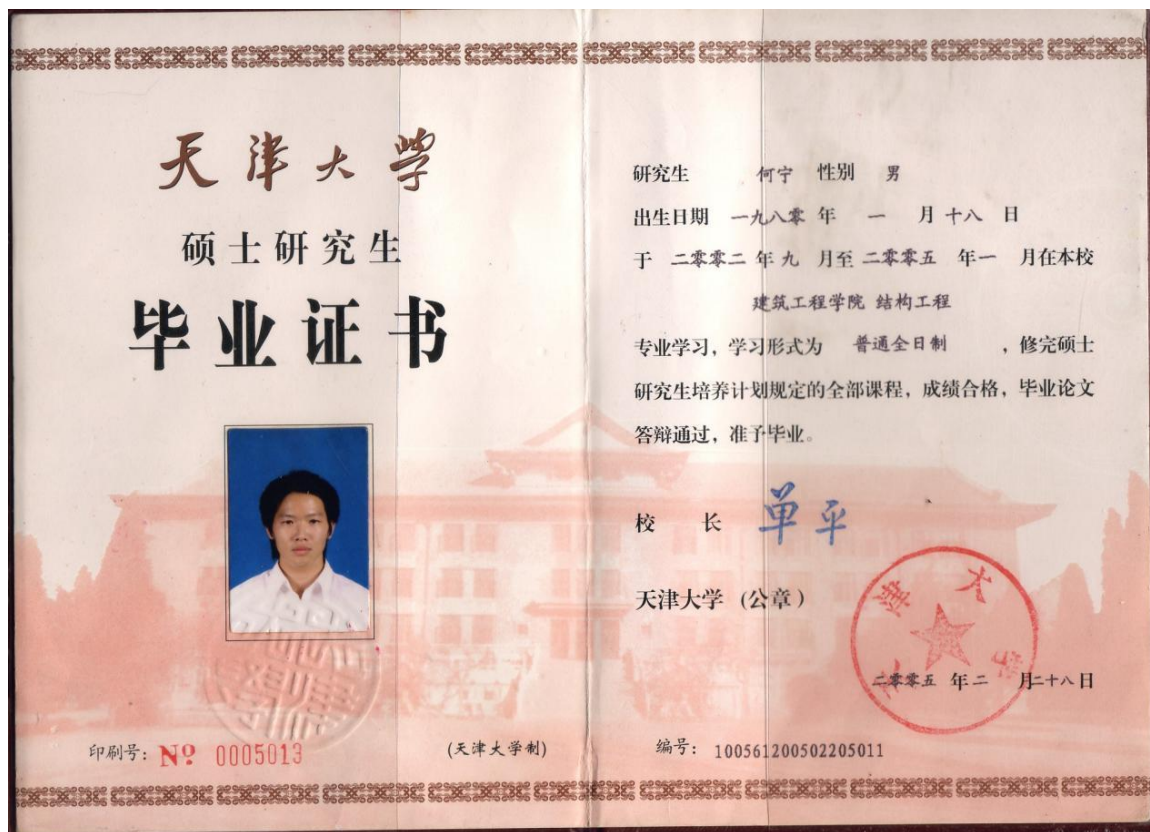 天津大学
硕士研究生
毕业证书
印刷号：№ 0005013
(天津大学制)
研究生 何宁 性别 男
出生日期 一九八零 年 一 月 十八 日
于 二零零二 年 九 月至 二零零五 年 一 月在本校
建筑工程学院 结构工程
专业学习，学习形式为 普通全日制 ，修完硕士
研究生培养计划规定的全部课程，成绩合格，毕业论文
答辩通过，准予毕业。
校 长 单平
天津大学（公章）
天津大学
二零零五 年 二 月二十八日
编号：100561200502205011